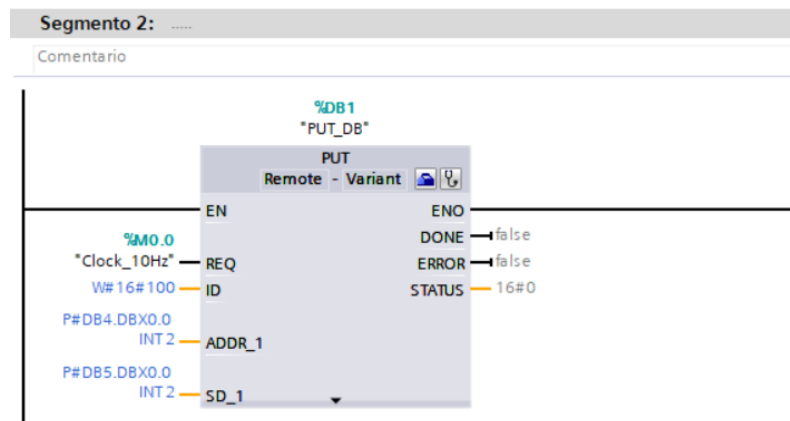 Segmento 2: .....
Comentario
%DB1
"PUT_DB"
PUT
Remote - Variant
EN ENO
%M0.0 DONE false
"Clock_10Hz" REQ ERROR false
W#16#100 ID STATUS 16#0
P#DB4.DBX0.0
INT 2 ADDR_1
P#DB5.DBX0.0
INT 2 SD_1